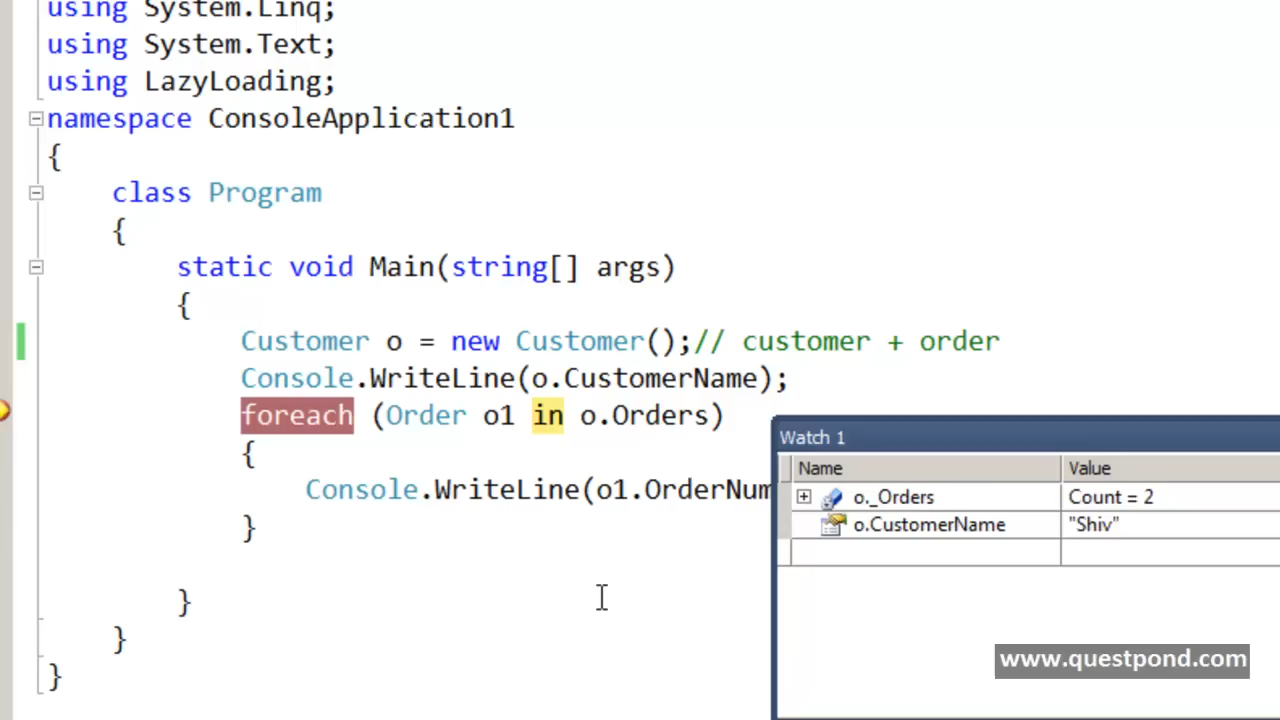 using System.Linq;
using System.Text;
using LazyLoading;
namespace ConsoleApplication1
{
class Program
{
static void Main(string[] args)
{
Customer o = new Customer();// customer + order
Console.WriteLine(o.CustomerName);
foreach (Order o1 in o.Orders)
{
Console.WriteLine(o1.OrderNum
}
}
}
}
Watch 1
Name Value
o._Orders Count = 2
o.CustomerName "Shiv"
www.questpond.com